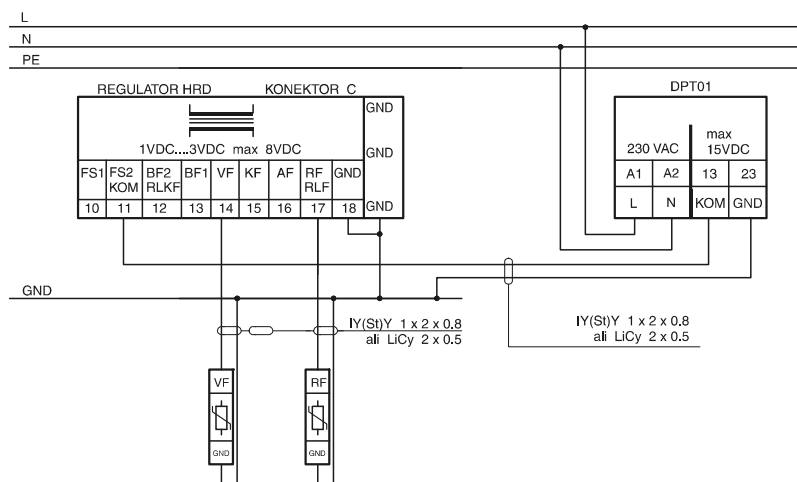 L
N
PE
REGULATOR HRD KONEKTOR C
GND
1VDC....3VDC max 8VDC
GND
FS1 FS2 KOM BF2 RLKF BF1 VF KF AF RF RLF GND
10 11 12 13 14 15 16 17 18 GND
DPT01
230 VAC max 15VDC
A1 A2 13 23
L N KOM GND
GND
IY(St)Y 1 x 2 x 0.8
ali LiCy 2 x 0.5
IY(St)Y 1 x 2 x 0.8
ali LiCy 2 x 0.5
VF RF
GND GND